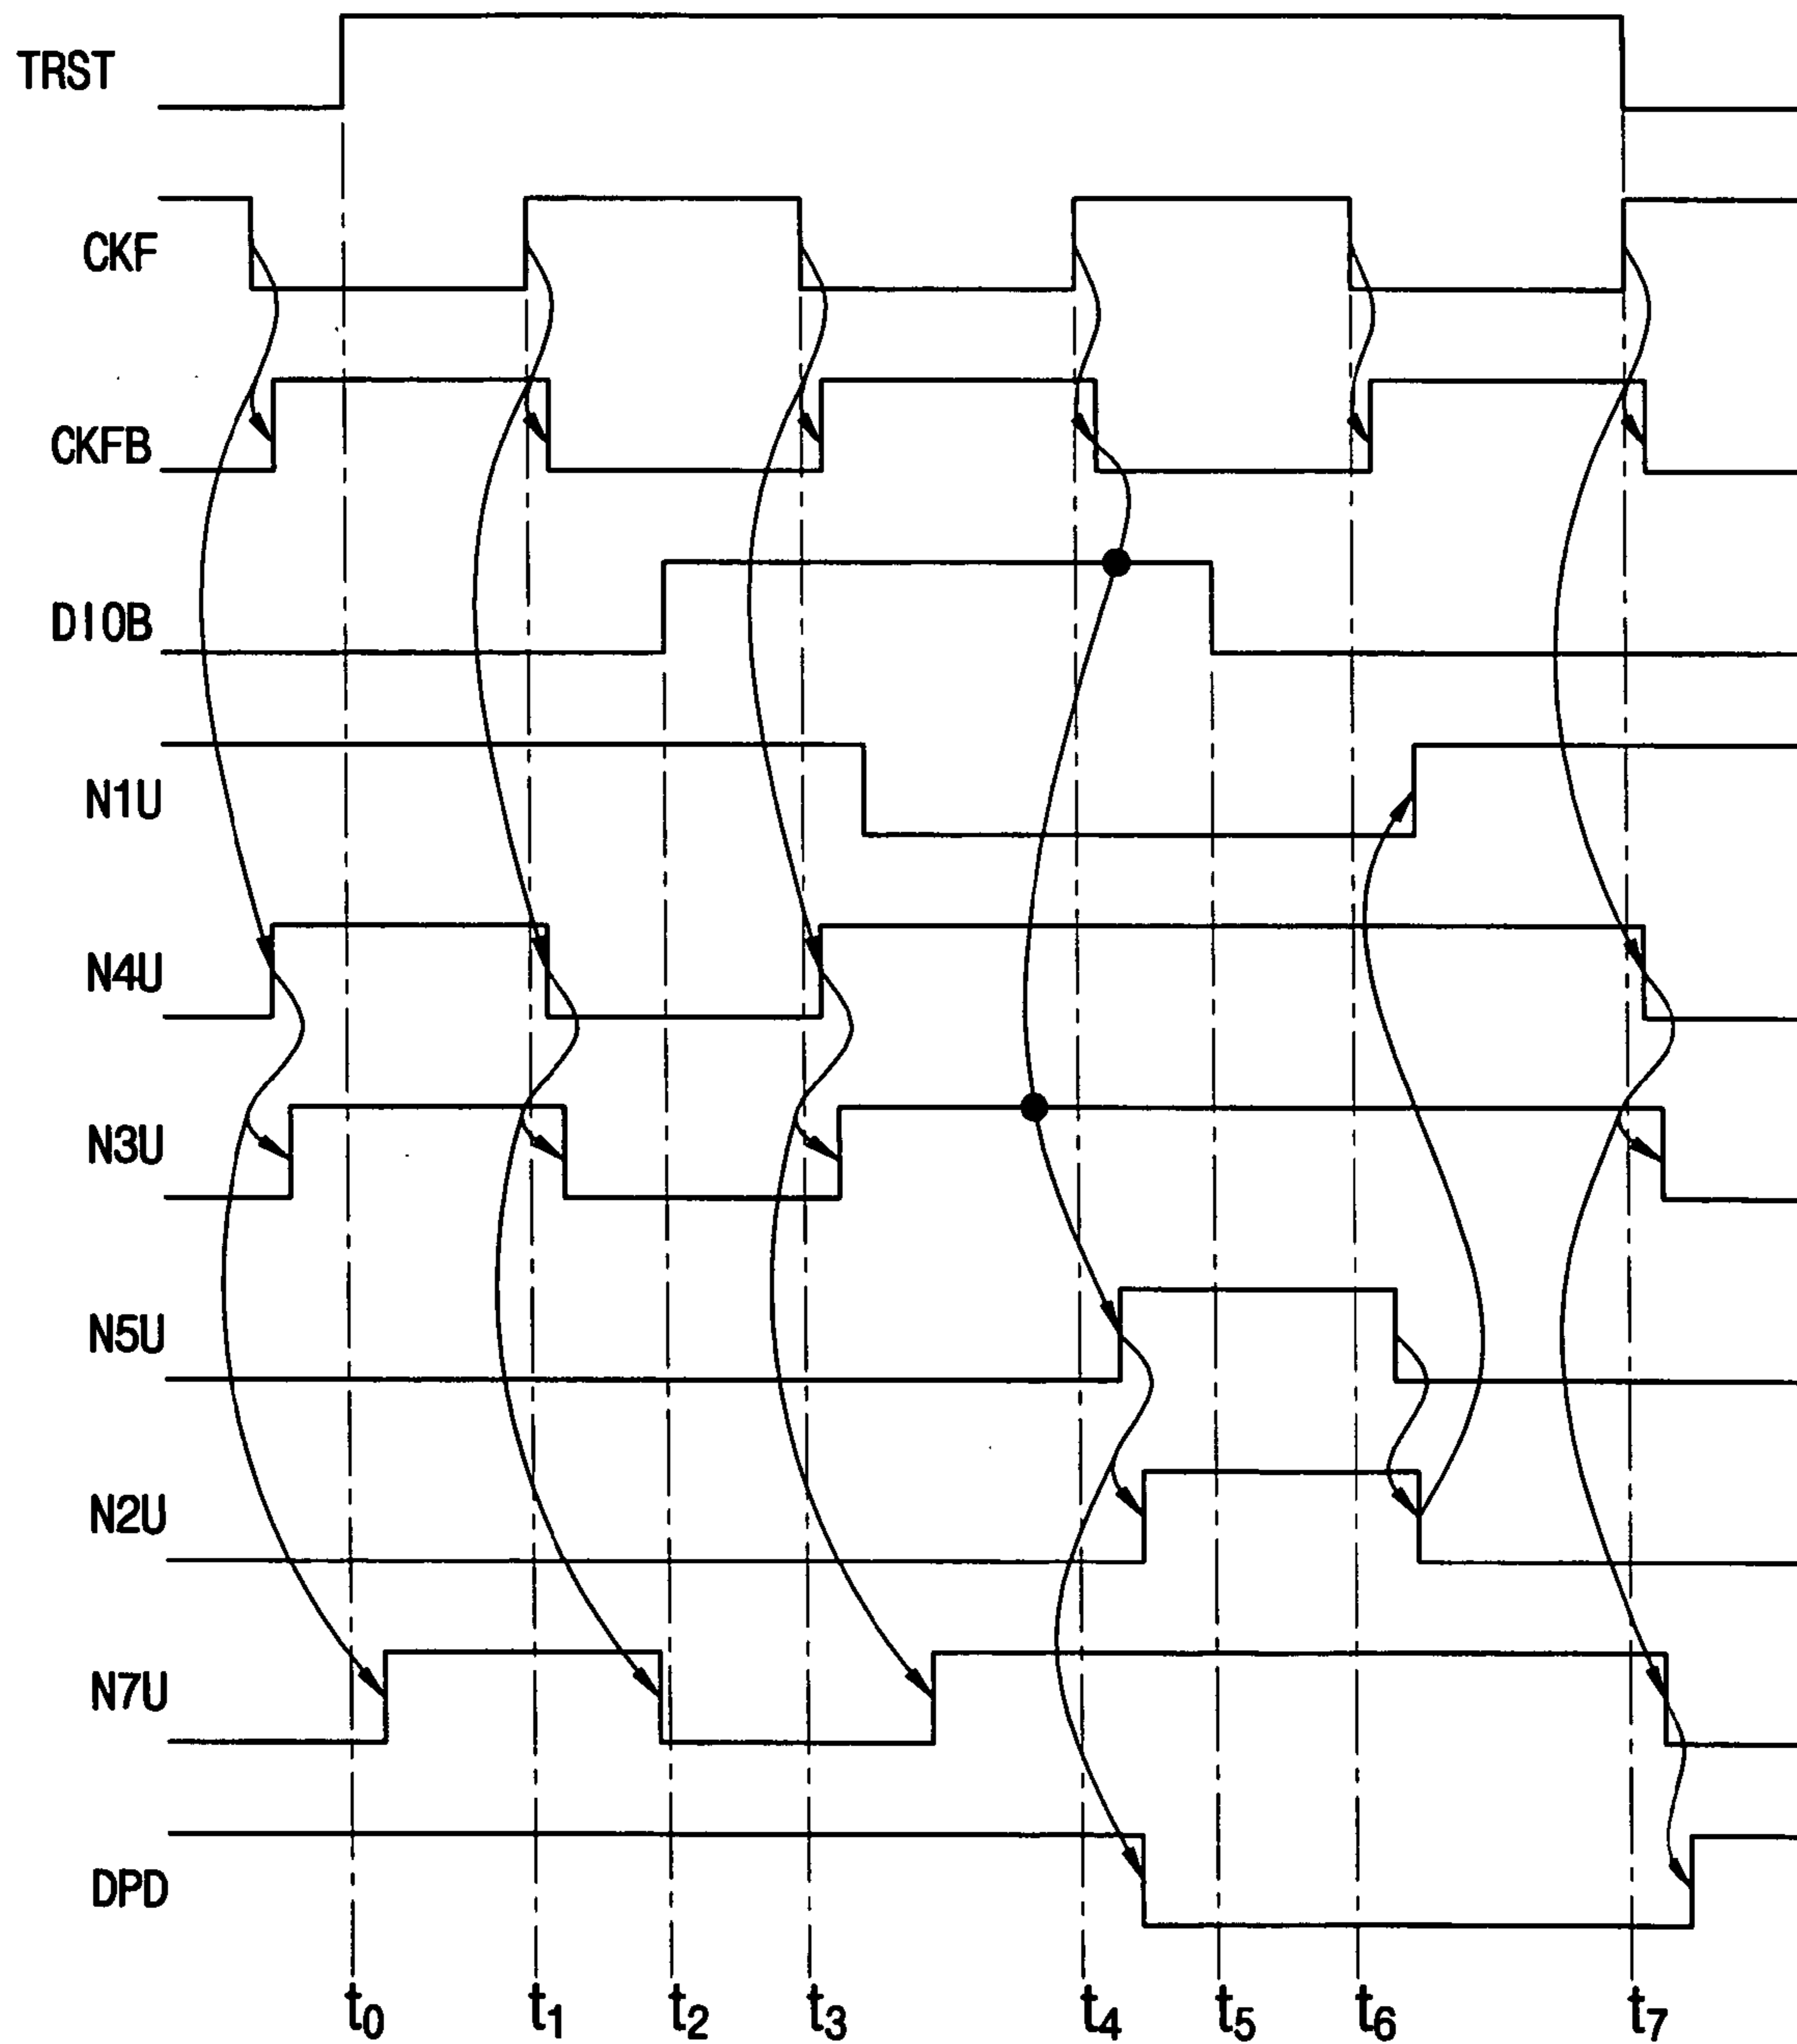 TRST
CKF
CKFB
DIOB
N1U
N4U
N3U
N5U
N2U
N7U
DPD
t0 t1 t2 t3 t4 t5 t6 t7